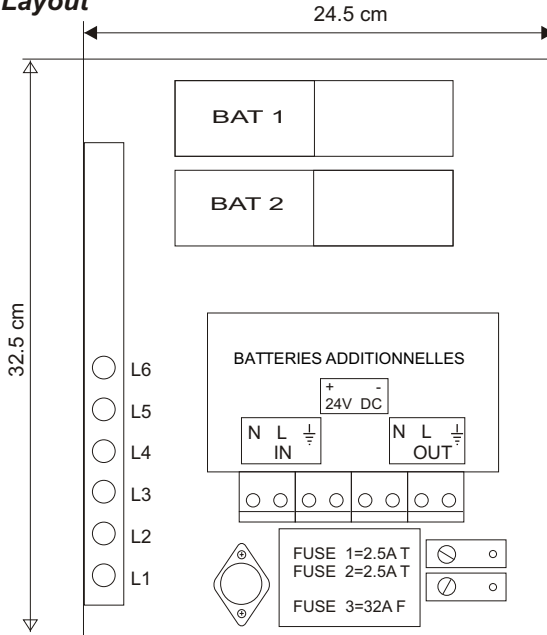 Layout
24.5 cm
32.5 cm
BAT 1
BAT 2
BATTERIES ADDITIONNELLES
+ -
24V DC
N L ⏚
IN
N L ⏚
OUT
L6
L5
L4
L3
L2
L1
FUSE 1=2.5A T
FUSE 2=2.5A T
FUSE 3=32A F